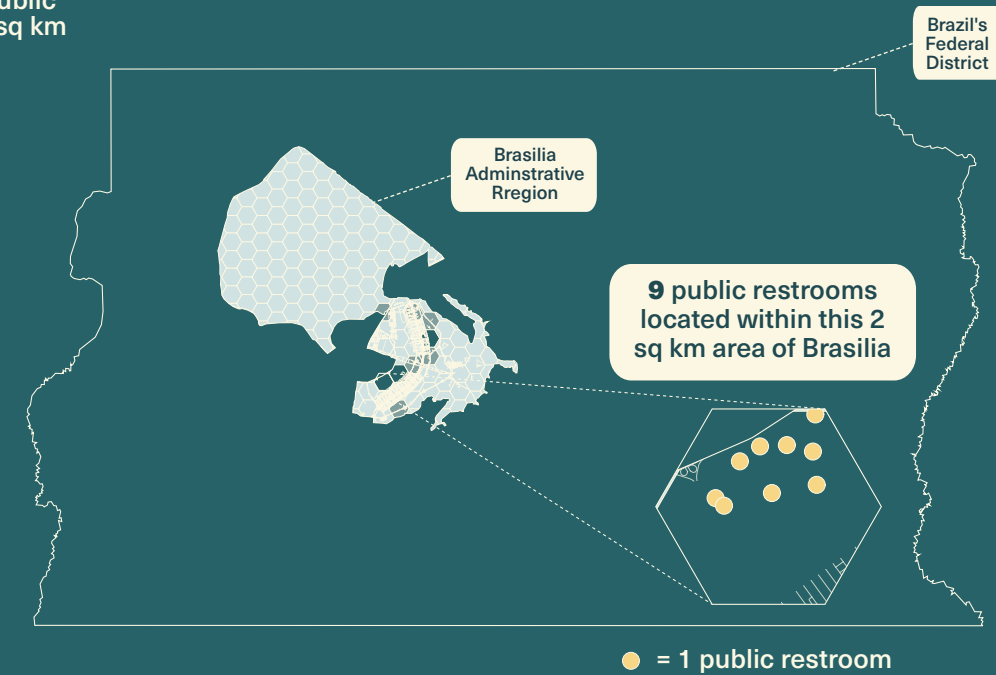 ublic
sq km
Brazil's
Federal
District
Brasilia
Adminstrative
Rregion
9 public restrooms
located within this 2
sq km area of Brasilia
= 1 public restroom